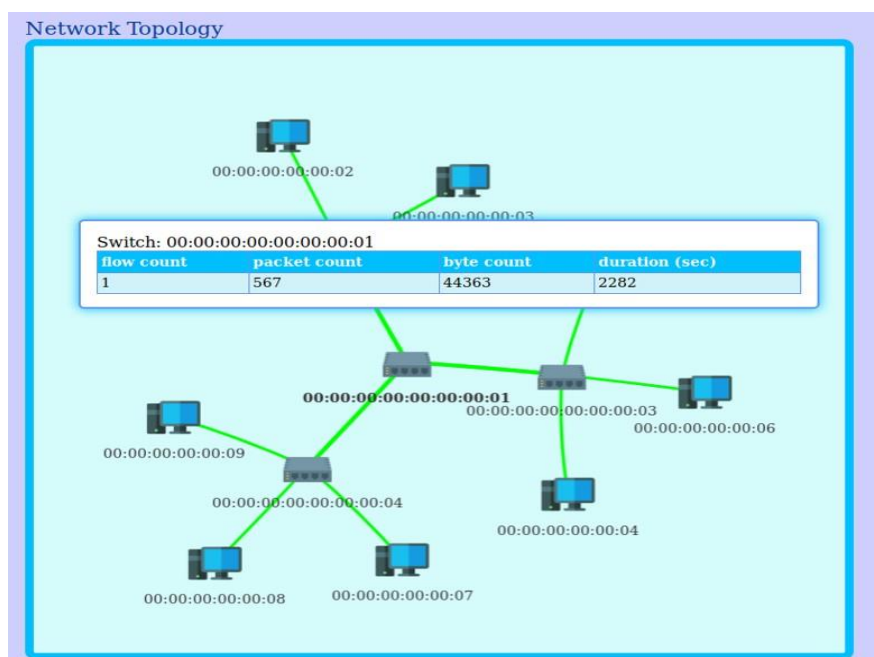 Network Topology
00:00:00:00:00:02
00:00:00:00:00:03
Switch: 00:00:00:00:00:00:00:01
flow count packet count byte count duration (sec)
1 567 44363 2282
00:00:00:00:00:00:00:01
00:00:00:00:00:00:00:03
00:00:00:00:00:06
00:00:00:00:00:09
00:00:00:00:00:00:00:04
00:00:00:00:00:04
00:00:00:00:00:08
00:00:00:00:00:07